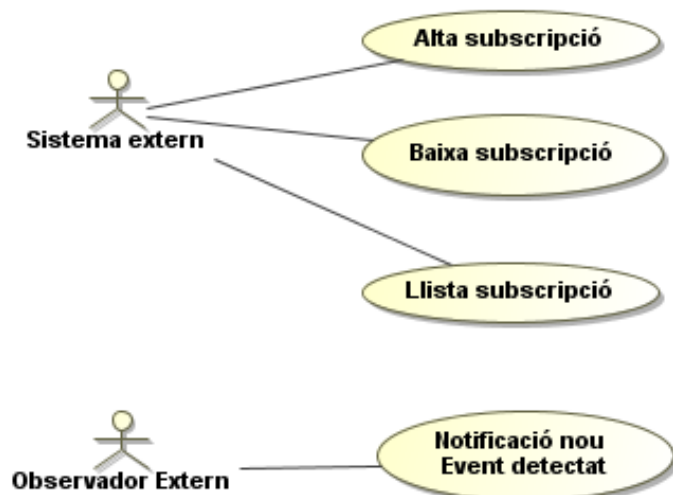 Alta subscripció
Sistema extern
Baixa subscripció
Llista subscripció
Notificació nou
Event detectat
Observador Extern